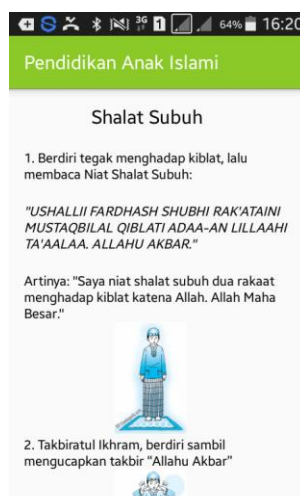 3G 1 64% 16:20
Pendidikan Anak Islami
Shalat Subuh
1. Berdiri tegak menghadap kiblat, lalu
membaca Niat Shalat Subuh:
"USHALLII FARDHASH SHUBHI RAK'ATAINI
MUSTAQBILAL QIBLATI ADAA-AN LILLAAHI
TA'AALAA. ALLAHU AKBAR."
Artinya: "Saya niat shalat subuh dua rakaat
menghadap kiblat katena Allah. Allah Maha
Besar."
2. Takbiratul Ikhram, berdiri sambil
mengucapkan takbir "Allahu Akbar"